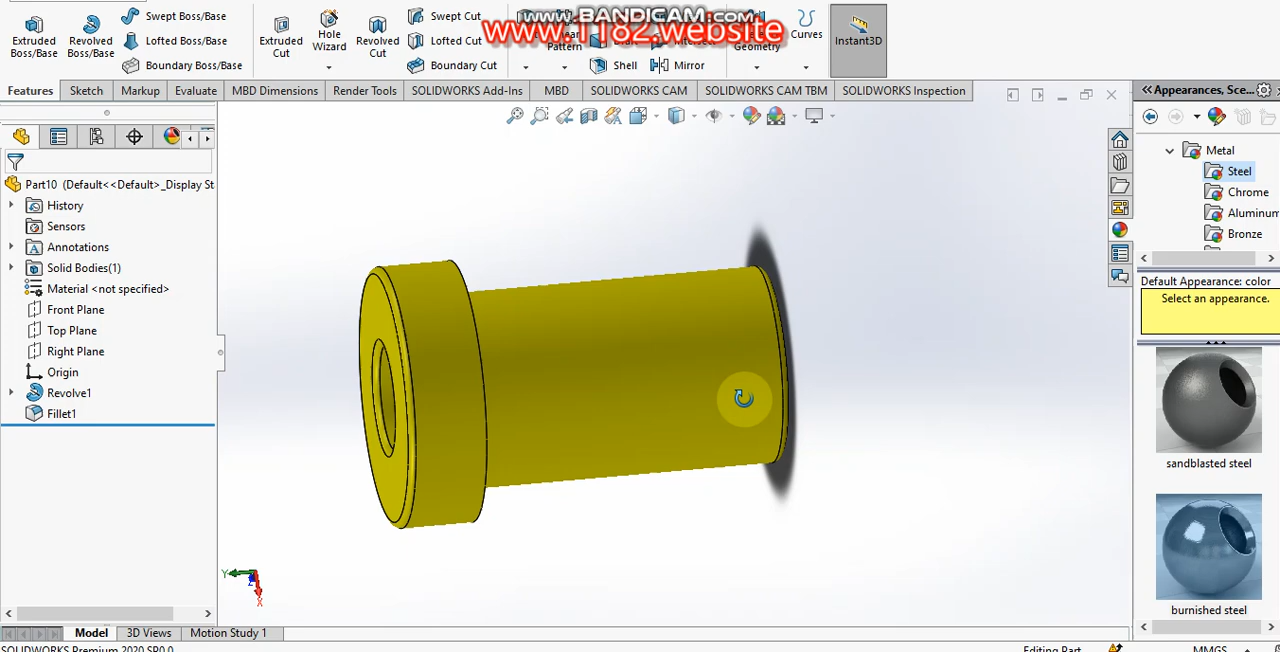 www.BANDICAM.com
www.1182.website
Extruded Boss/Base
Revolved Boss/Base
Swept Boss/Base
Lofted Boss/Base
Boundary Boss/Base
Extruded Cut
Hole Wizard
Revolved Cut
Swept Cut
Lofted Cut
Boundary Cut
Pattern
Shell
Mirror
Geometry
Curves
Instant3D
Features
Sketch
Markup
Evaluate
MBD Dimensions
Render Tools
SOLIDWORKS Add-Ins
MBD
SOLIDWORKS CAM
SOLIDWORKS CAM TBM
SOLIDWORKS Inspection
Part10 (Default<<Default>_Display St
History
Sensors
Annotations
Solid Bodies(1)
Material <not specified>
Front Plane
Top Plane
Right Plane
Origin
Revolve1
Fillet1
Y
Z
X
Appearances, Sce...
Metal
Steel
Chrome
Aluminum
Bronze
Default Appearance: color
Select an appearance.
sandblasted steel
burnished steel
Model
3D Views
Motion Study 1
SOLIDWORKS Premium 2020 SP0.0
Editing Part
MMGS